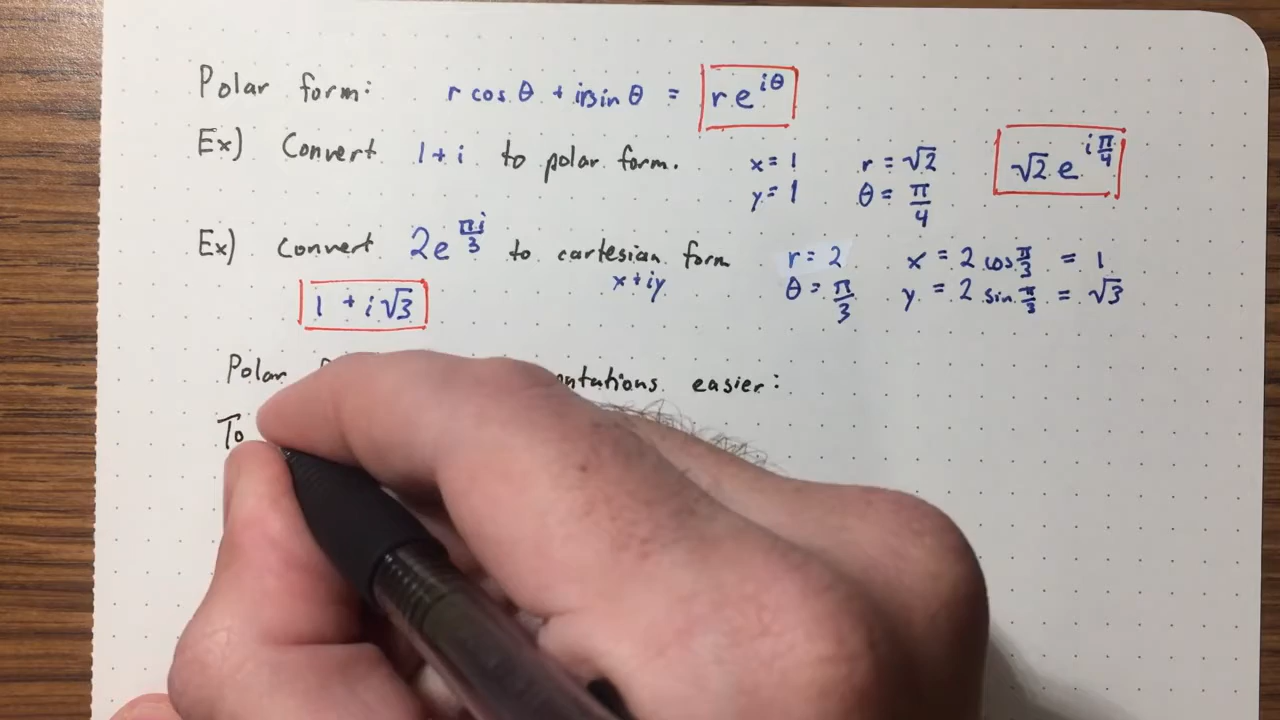 Polar form: r cos θ + i r sin θ = re^{iθ}
Ex) Convert 1 + i to polar form. x = 1 r = √2 √2 e^{i π/4}
y = 1 θ = π/4
Ex) Convert 2e^{πi/3} to cartesian form r = 2 x = 2 cos π/3 = 1
x + iy θ = π/3 y = 2 sin π/3 = √3
1 + i√3
Polar easier:
To